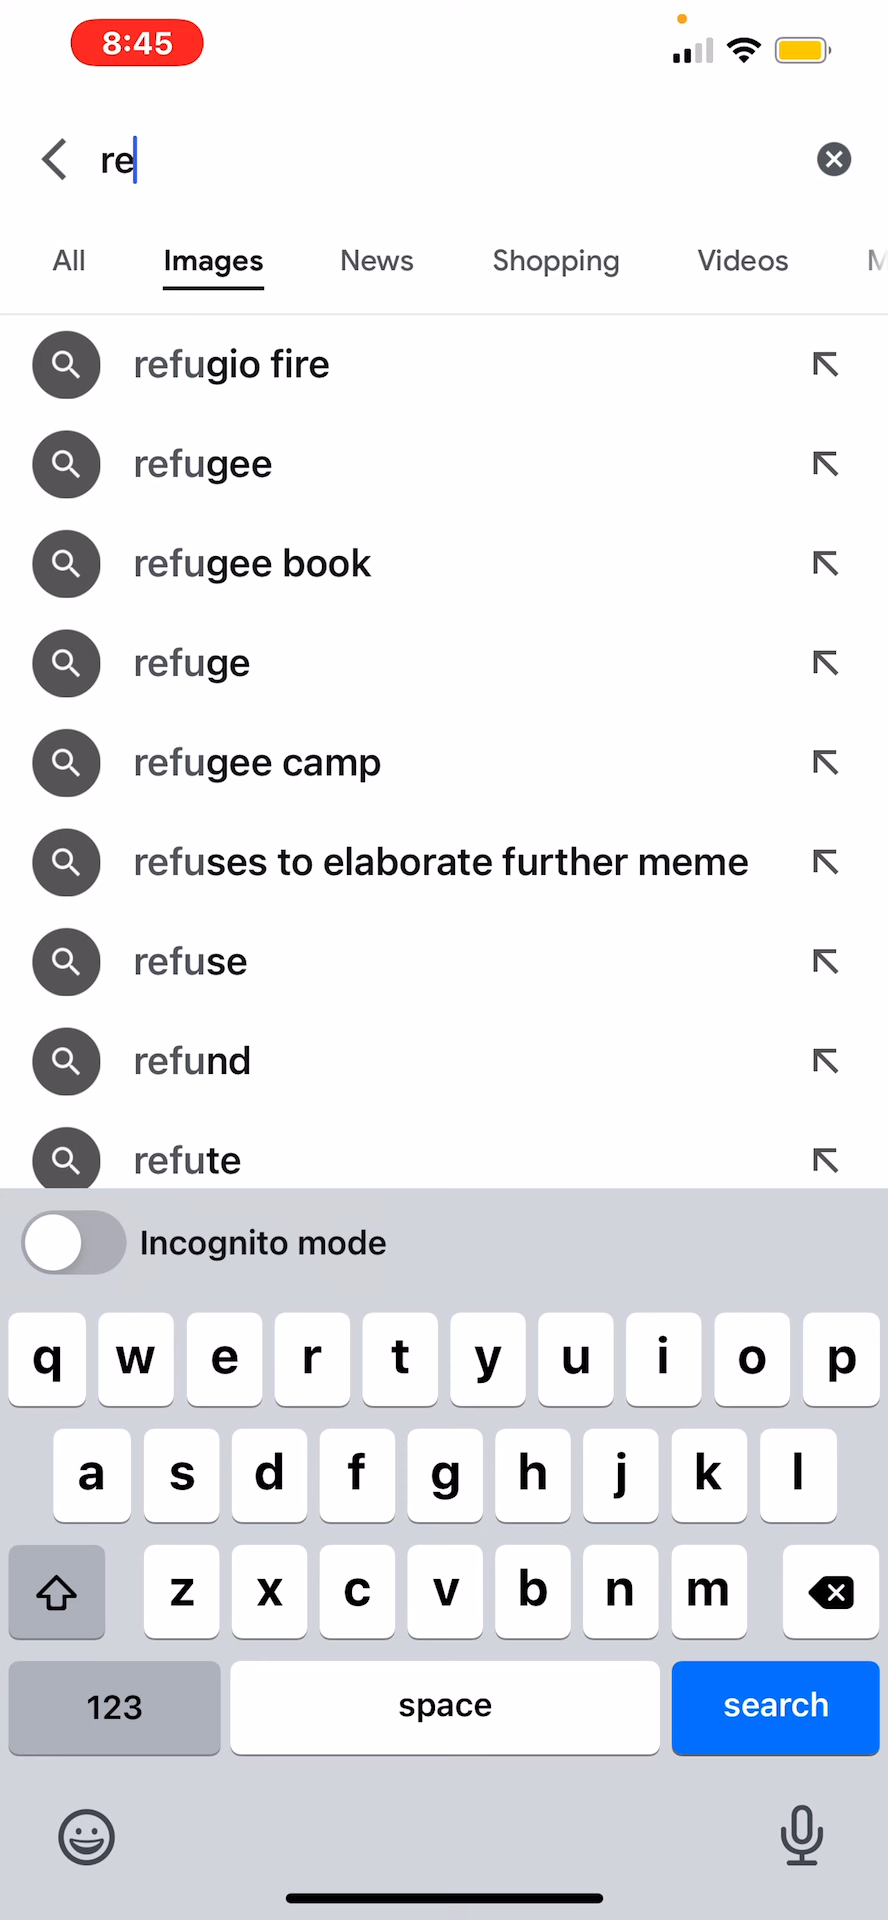 8:45
re
All Images News Shopping Videos
refugio fire
refugee
refugee book
refuge
refugee camp
refuses to elaborate further meme
refuse
refund
refute
Incognito mode
q w e r t y u i o p
a s d f g h j k l
z x c v b n m
123 space search